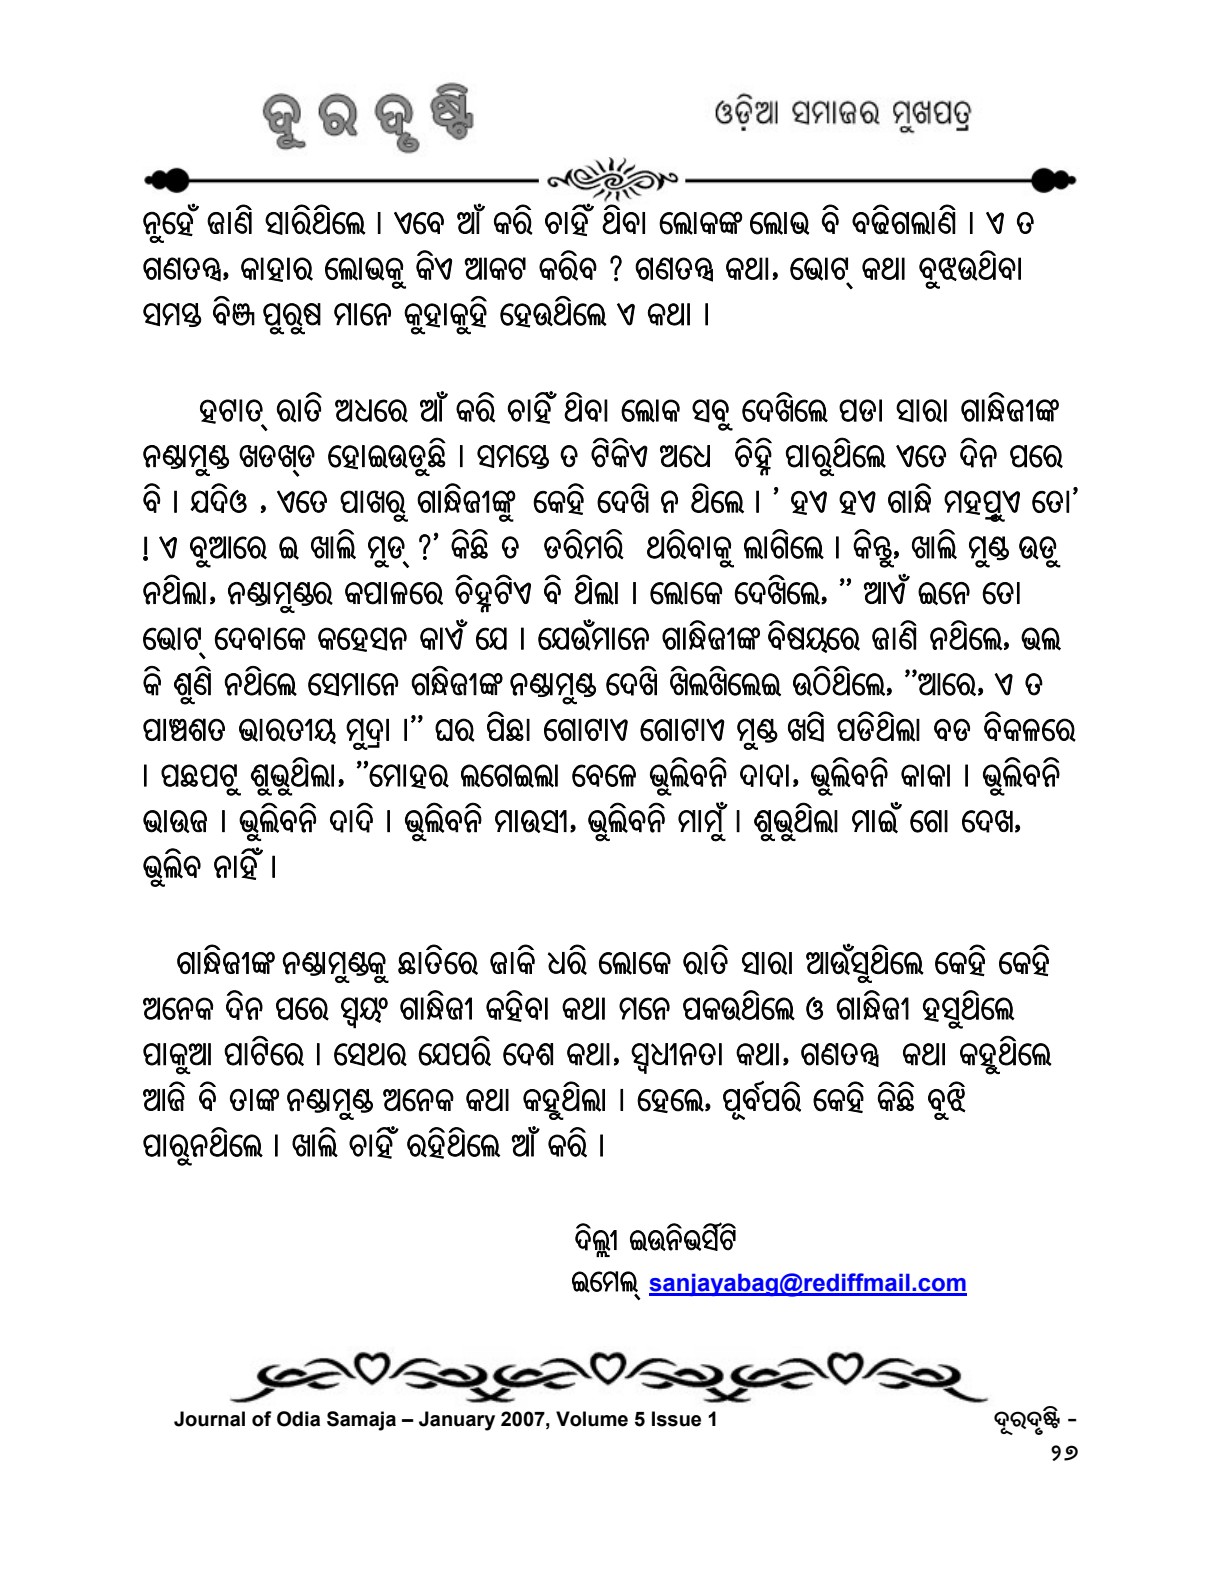 ଦୂରଦୃଷ୍ଟି ଓଡ଼ିଆ ସମାଜର ମୁଖପତ୍ର
ନୁହେଁ ଜାଣି ସାରିଥିଲେ । ଏବେ ଆଁ କରି ଚାହିଁ ଥିବା ଲୋକଙ୍କ ଲୋଭ ବି ବଢିଗଲାଣି । ଏ ତ
ଗଣତନ୍ତ୍ର, କାହାର ଲୋଭକୁ କିଏ ଆକଟ କରିବ ? ଗଣତନ୍ତ୍ର କଥା, ଭୋଟ୍ କଥା ବୁଝଉଥିବା
ସମସ୍ତ ବିଞ୍ଜ ପୁରୁଷ ମାନେ କୁହାକୁହି ହେଉଥିଲେ ଏ କଥା ।
ହଟାତ୍ ରାତି ଅଧରେ ଆଁ କରି ଚାହିଁ ଥିବା ଲୋକ ସବୁ ଦେଖିଲେ ପଡା ସାରା ଗାନ୍ଧିଜୀଙ୍କ
ନଣ୍ଡାମୁଣ୍ଡ ଖଡଖ୍ଡ ହୋଇଉଡୁଛି । ସମସ୍ତେ ତ ଟିକିଏ ଅଧେ ଚିହ୍ନି ପାରୁଥିଲେ ଏତେ ଦିନ ପରେ
ବି । ଯଦିଓ , ଏତେ ପାଖରୁ ଗାନ୍ଧିଜୀଙ୍କୁ କେହି ଦେଖି ନ ଥିଲେ । ’ ହଏ ହଏ ଗାନ୍ଧି ମହପ୍ରୁଏ ତୋ’
! ଏ ବୁଆରେ ଇ ଖାଲି ମୁଡ୍ ?’ କିଛି ତ ଡରିମରି ଥରିବାକୁ ଲାଗିଲେ । କିନ୍ତୁ, ଖାଲି ମୁଣ୍ଡ ଉଡୁ
ନଥିଲା, ନଣ୍ଡାମୁଣ୍ଡର କପାଳରେ ଚିହ୍ନଟିଏ ବି ଥିଲା । ଲୋକେ ଦେଖିଲେ, ’’ ଆଏଁ ଇନେ ତୋ
ଭୋଟ୍ ଦେବାକେ କହେସନ କାଏଁ ଯେ । ଯେଉଁମାନେ ଗାନ୍ଧିଜୀଙ୍କ ବିଷୟରେ ଜାଣି ନଥିଲେ, ଭଲ
କି ଶୁଣି ନଥିଲେ ସେମାନେ ଗନ୍ଧିଜୀଙ୍କ ନଣ୍ଡାମୁଣ୍ଡ ଦେଖି ଖିଲଖିଲେଇ ଉଠିଥିଲେ, ’’ଆରେ, ଏ ତ
ପାଞ୍ଚଶତ ଭାରତୀୟ ମୁଦ୍ରା ।’’ ଘର ପିଛା ଗୋଟାଏ ଗୋଟାଏ ମୁଣ୍ଡ ଖସି ପଡିଥିଲା ବଡ ବିକଳରେ
। ପଛପଟୁ ଶୁଭୁଥିଲା, ’’ମୋହର ଲଗେଇଲା ବେଳେ ଭୁଲିବନି ଦାଦା, ଭୁଲିବନି କାକା । ଭୁଲିବନି
ଭାଉଜ । ଭୁଲିବନି ଦାଦି । ଭୁଲିବନି ମାଉସୀ, ଭୁଲିବନି ମାମୁଁ । ଶୁଭୁଥିଲା ମାଇଁ ଗୋ ଦେଖ,
ଭୁଲିବ ନାହିଁ ।
ଗାନ୍ଧିଜୀଙ୍କ ନଣ୍ଡାମୁଣ୍ଡକୁ ଛାତିରେ ଜାକି ଧରି ଲୋକେ ରାତି ସାରା ଆଉଁସୁଥିଲେ କେହି କେହି
ଅନେକ ଦିନ ପରେ ସ୍ୱୟଂ ଗାନ୍ଧିଜୀ କହିବା କଥା ମନେ ପକଉଥିଲେ ଓ ଗାନ୍ଧିଜୀ ହସୁଥିଲେ
ପାକୁଆ ପାଟିରେ । ସେଥର ଯେପରି ଦେଶ କଥା, ସ୍ୱଧୀନତା କଥା, ଗଣତନ୍ତ୍ର କଥା କହୁଥିଲେ
ଆଜି ବି ତାଙ୍କ ନଣ୍ଡାମୁଣ୍ଡ ଅନେକ କଥା କହୁଥିଲା । ହେଲେ, ପୂର୍ବପରି କେହି କିଛି ବୁଝି
ପାରୁନଥିଲେ । ଖାଲି ଚାହିଁ ରହିଥିଲେ ଆଁ କରି ।
ଦିଲ୍ଲୀ ଇଉନିଭର୍ସିଟି
ଇମେଲ୍ sanjayabag@rediffmail.com
Journal of Odia Samaja – January 2007, Volume 5 Issue 1 ଦୂରଦୃଷ୍ଟି -
୨୭